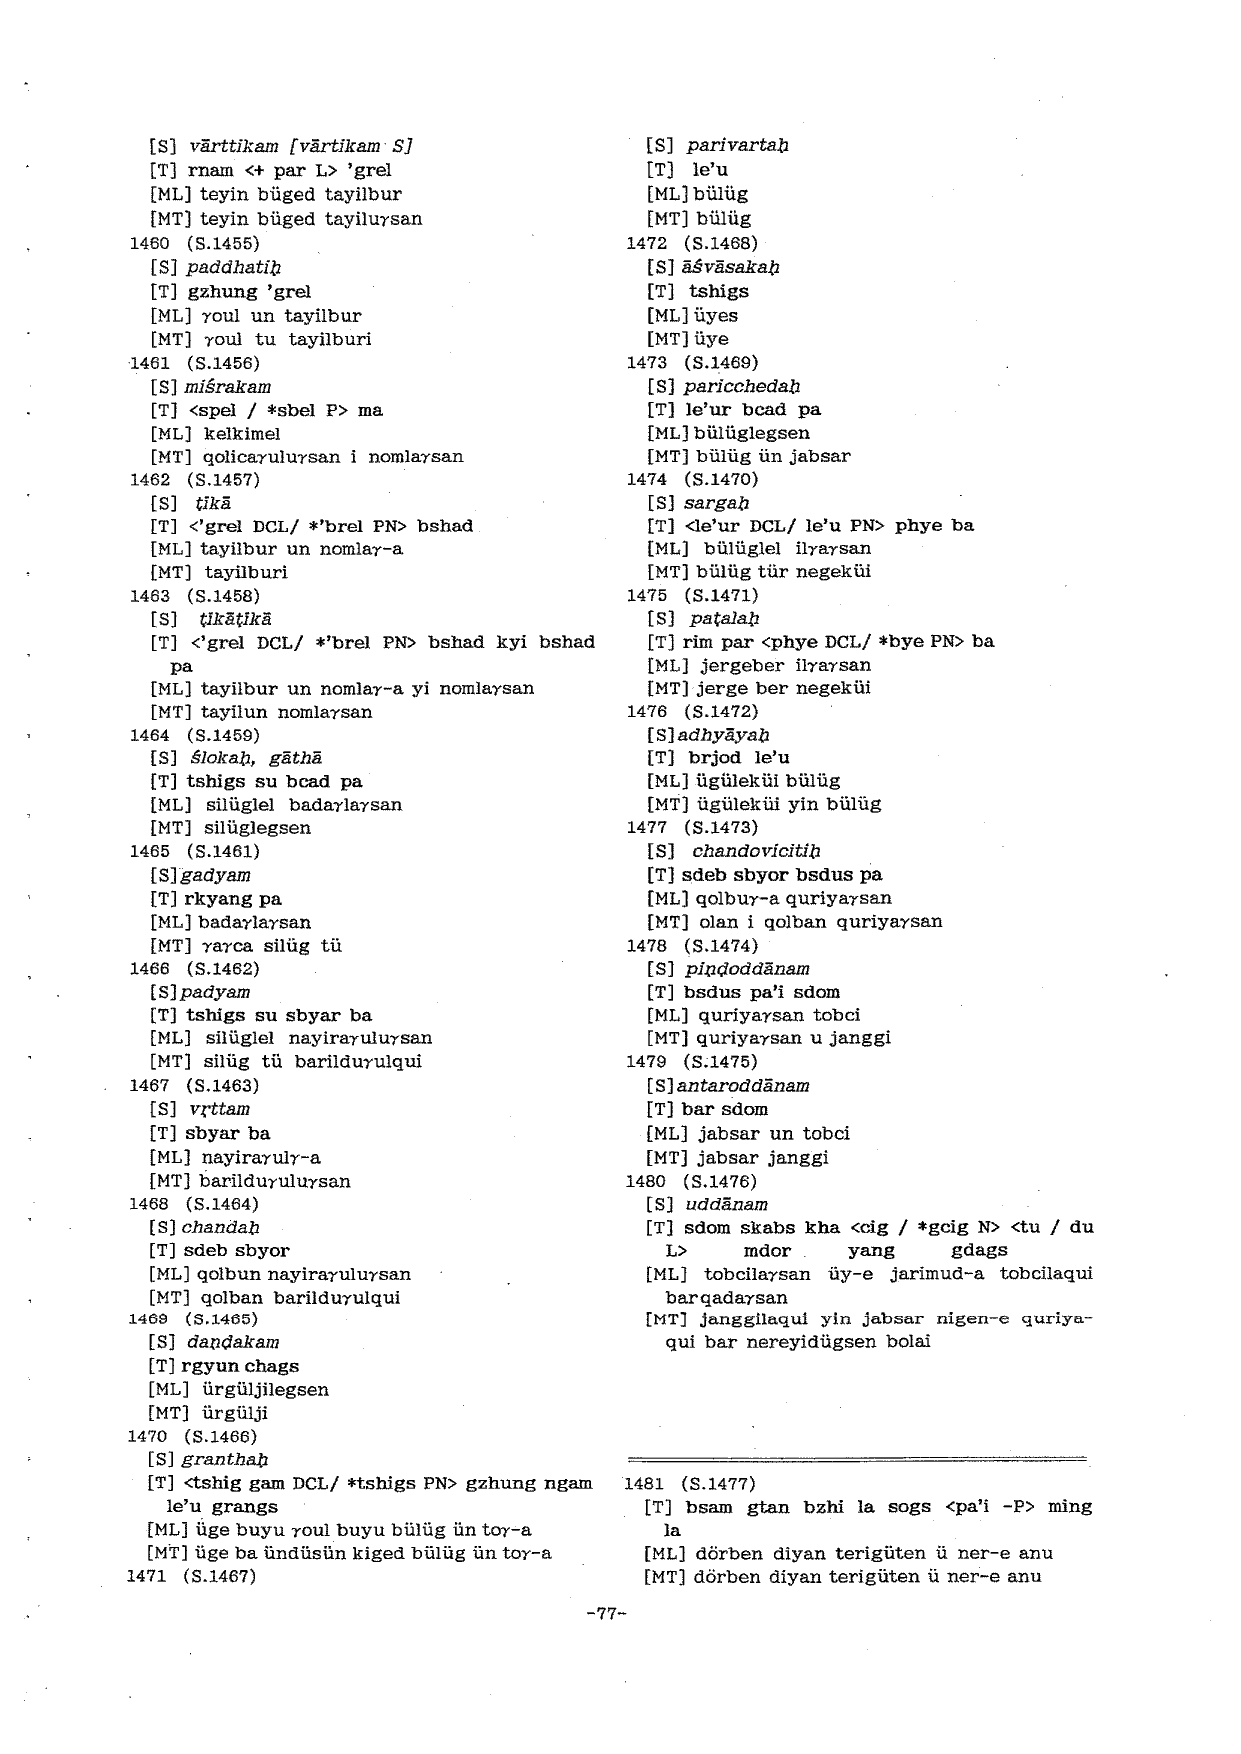 [S] vārttikam [vārtikam S]
[T] rnam <+ par L> 'grel
[ML] teyin büged tayilbur
[MT] teyin büged tayiluγsan
1460 (S.1455)
[S] paddhatiḥ
[T] gzhung 'grel
[ML] γoul un tayilbur
[MT] γoul tu tayilburi
1461 (S.1456)
[S] miśrakam
[T] <spel / *sbel P> ma
[ML] kelkimel
[MT] qolicaγuluγsan i nomlaγsan
1462 (S.1457)
[S] ṭīkā
[T] <'grel DCL/ *'brel PN> bshad
[ML] tayilbur un nomlaγ-a
[MT] tayilburi
1463 (S.1458)
[S] ṭīkāṭīkā
[T] <'grel DCL/ *'brel PN> bshad kyi bshad
pa
[ML] tayilbur un nomlaγ-a yi nomlaγsan
[MT] tayilun nomlaγsan
1464 (S.1459)
[S] ślokaḥ, gāthā
[T] tshigs su bcad pa
[ML] silüglel badaγlaγsan
[MT] silüglegsen
1465 (S.1461)
[S] gadyam
[T] rkyang pa
[ML] badaγlaγsan
[MT] γaγca silüg tü
1466 (S.1462)
[S] padyam
[T] tshigs su sbyar ba
[ML] silüglel nayiraγuluγsan
[MT] silüg tü barilduγulqui
1467 (S.1463)
[S] vṛttam
[T] sbyar ba
[ML] nayiraγulγ-a
[MT] barilduγuluγsan
1468 (S.1464)
[S] chandaḥ
[T] sdeb sbyor
[ML] qolbun nayiraγuluγsan
[MT] qolban barilduγulqui
1469 (S.1465)
[S] daṇḍakam
[T] rgyun chags
[ML] ürgüljilegsen
[MT] ürgülji
1470 (S.1466)
[S] granthaḥ
[T] <tshig gam DCL/ *tshigs PN> gzhung ngam
le'u grangs
[ML] üge buyu γoul buyu bülüg ün toγ-a
[MT] üge ba ündüsün kiged bülüg ün toγ-a
1471 (S.1467)
[S] parivartaḥ
[T] le'u
[ML] bülüg
[MT] bülüg
1472 (S.1468)
[S] āśvāsakaḥ
[T] tshigs
[ML] üyes
[MT] üye
1473 (S.1469)
[S] paricchedaḥ
[T] le'ur bcad pa
[ML] bülüglegsen
[MT] bülüg ün jabsar
1474 (S.1470)
[S] sargaḥ
[T] <le'ur DCL/ le'u PN> phye ba
[ML] bülüglel ilγaγsan
[MT] bülüg tür negeküi
1475 (S.1471)
[S] paṭalaḥ
[T] rim par <phye DCL/ *bye PN> ba
[ML] jergeber ilγaγsan
[MT] jerge ber negeküi
1476 (S.1472)
[S] adhyāyaḥ
[T] brjod le'u
[ML] ügüleküi bülüg
[MT] ügüleküi yin bülüg
1477 (S.1473)
[S] chandovicitiḥ
[T] sdeb sbyor bsdus pa
[ML] qolbuγ-a quriyaγsan
[MT] olan i qolban quriyaγsan
1478 (S.1474)
[S] piṇḍoddānam
[T] bsdus pa'i sdom
[ML] quriyaγsan tobci
[MT] quriyaγsan u janggi
1479 (S.1475)
[S] antaroddānam
[T] bar sdom
[ML] jabsar un tobci
[MT] jabsar janggi
1480 (S.1476)
[S] uddānam
[T] sdom skabs kha <cig / *gcig N> <tu / du
L> mdor yang gdags
[ML] tobcilaγsan üy-e jarimud-a tobcilaqui
barqadaγsan
[MT] janggilaqui yin jabsar nigen-e quriya-
qui bar nereyidügsen bolai
1481 (S.1477)
[T] bsam gtan bzhi la sogs <pa'i -P> ming
la
[ML] dörben diyan terigüten ü ner-e anu
[MT] dörben diyan terigüten ü ner-e anu
-77-